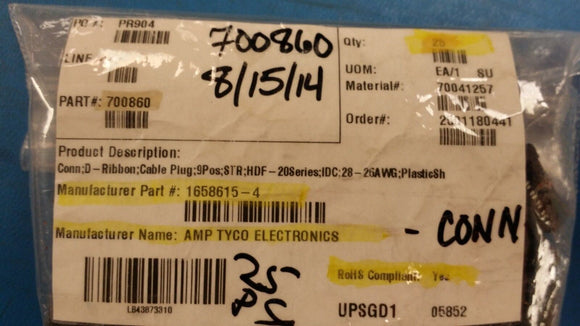 PO #: PR904
700860
Qty: 25
LINE
8/15/14
UOM: EA/1 SU
Material#: 70041257
PART#: 700860
Order#: 2001180441
Product Description:
Conn;D-Ribbon;Cable Plug;9Pos;STR;HDF-20Series;IDC;28-26AWG;PlasticSh
Manufacturer Part #: 1658615-4
- CONN
Manufacturer Name: AMP TYCO ELECTRONICS
RoHS Compliant: Yes
LB43873310
UPSGD1 05852